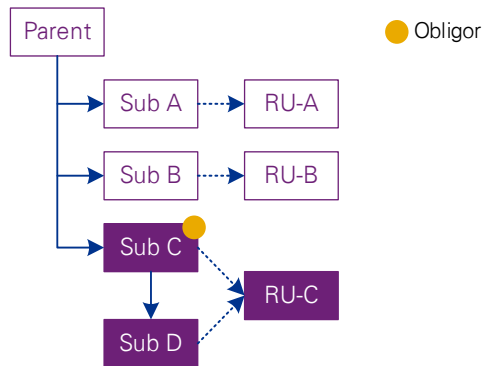 Parent
Obligor
Sub A
RU-A
Sub B
RU-B
Sub C
RU-C
Sub D